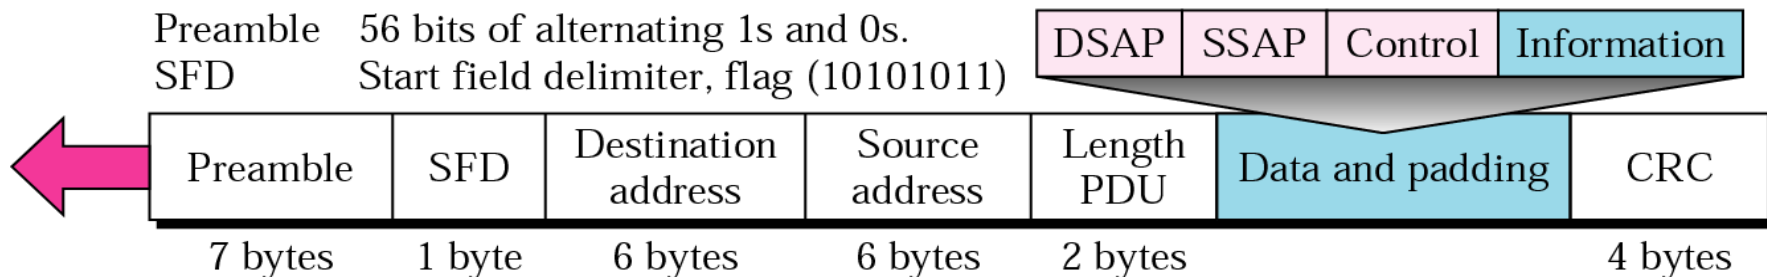 Preamble 56 bits of alternating 1s and 0s.
SFD Start field delimiter, flag (10101011)
DSAP SSAP Control Information
Preamble SFD Destination address Source address Length PDU Data and padding CRC
7 bytes 1 byte 6 bytes 6 bytes 2 bytes 4 bytes